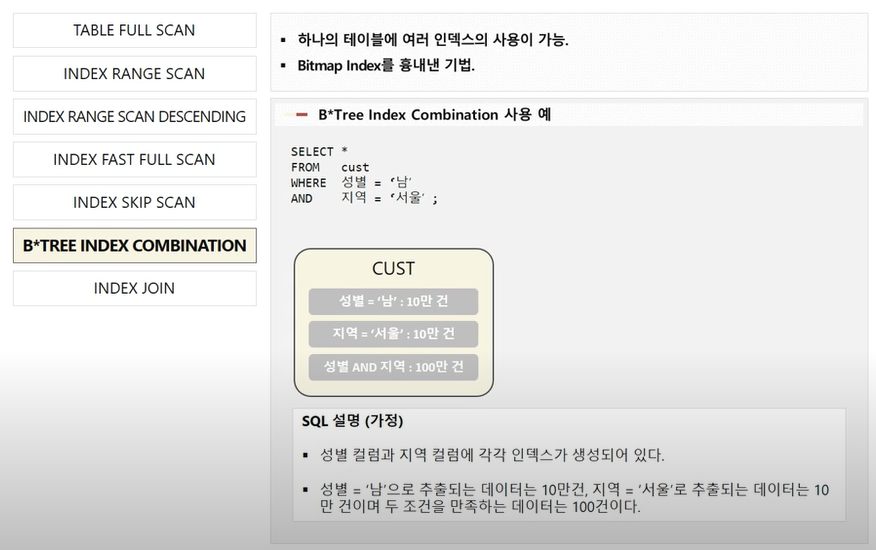 TABLE FULL SCAN
INDEX RANGE SCAN
INDEX RANGE SCAN DESCENDING
INDEX FAST FULL SCAN
INDEX SKIP SCAN
B*TREE INDEX COMBINATION
INDEX JOIN
▪ 하나의 테이블에 여러 인덱스의 사용이 가능.
▪ Bitmap Index를 흉내낸 기법.
B*Tree Index Combination 사용 예
SELECT *
FROM cust
WHERE 성별 = ‘남’
AND 지역 = ‘서울’ ;
CUST
성별 = ‘남’ : 10만 건
지역 = ‘서울’ : 10만 건
성별 AND 지역 : 100만 건
SQL 설명 (가정)
▪ 성별 컬럼과 지역 컬럼에 각각 인덱스가 생성되어 있다.
▪ 성별 = ‘남’으로 추출되는 데이터는 10만건, 지역 = ‘서울’로 추출되는 데이터는 10
만 건이며 두 조건을 만족하는 데이터는 100건이다.